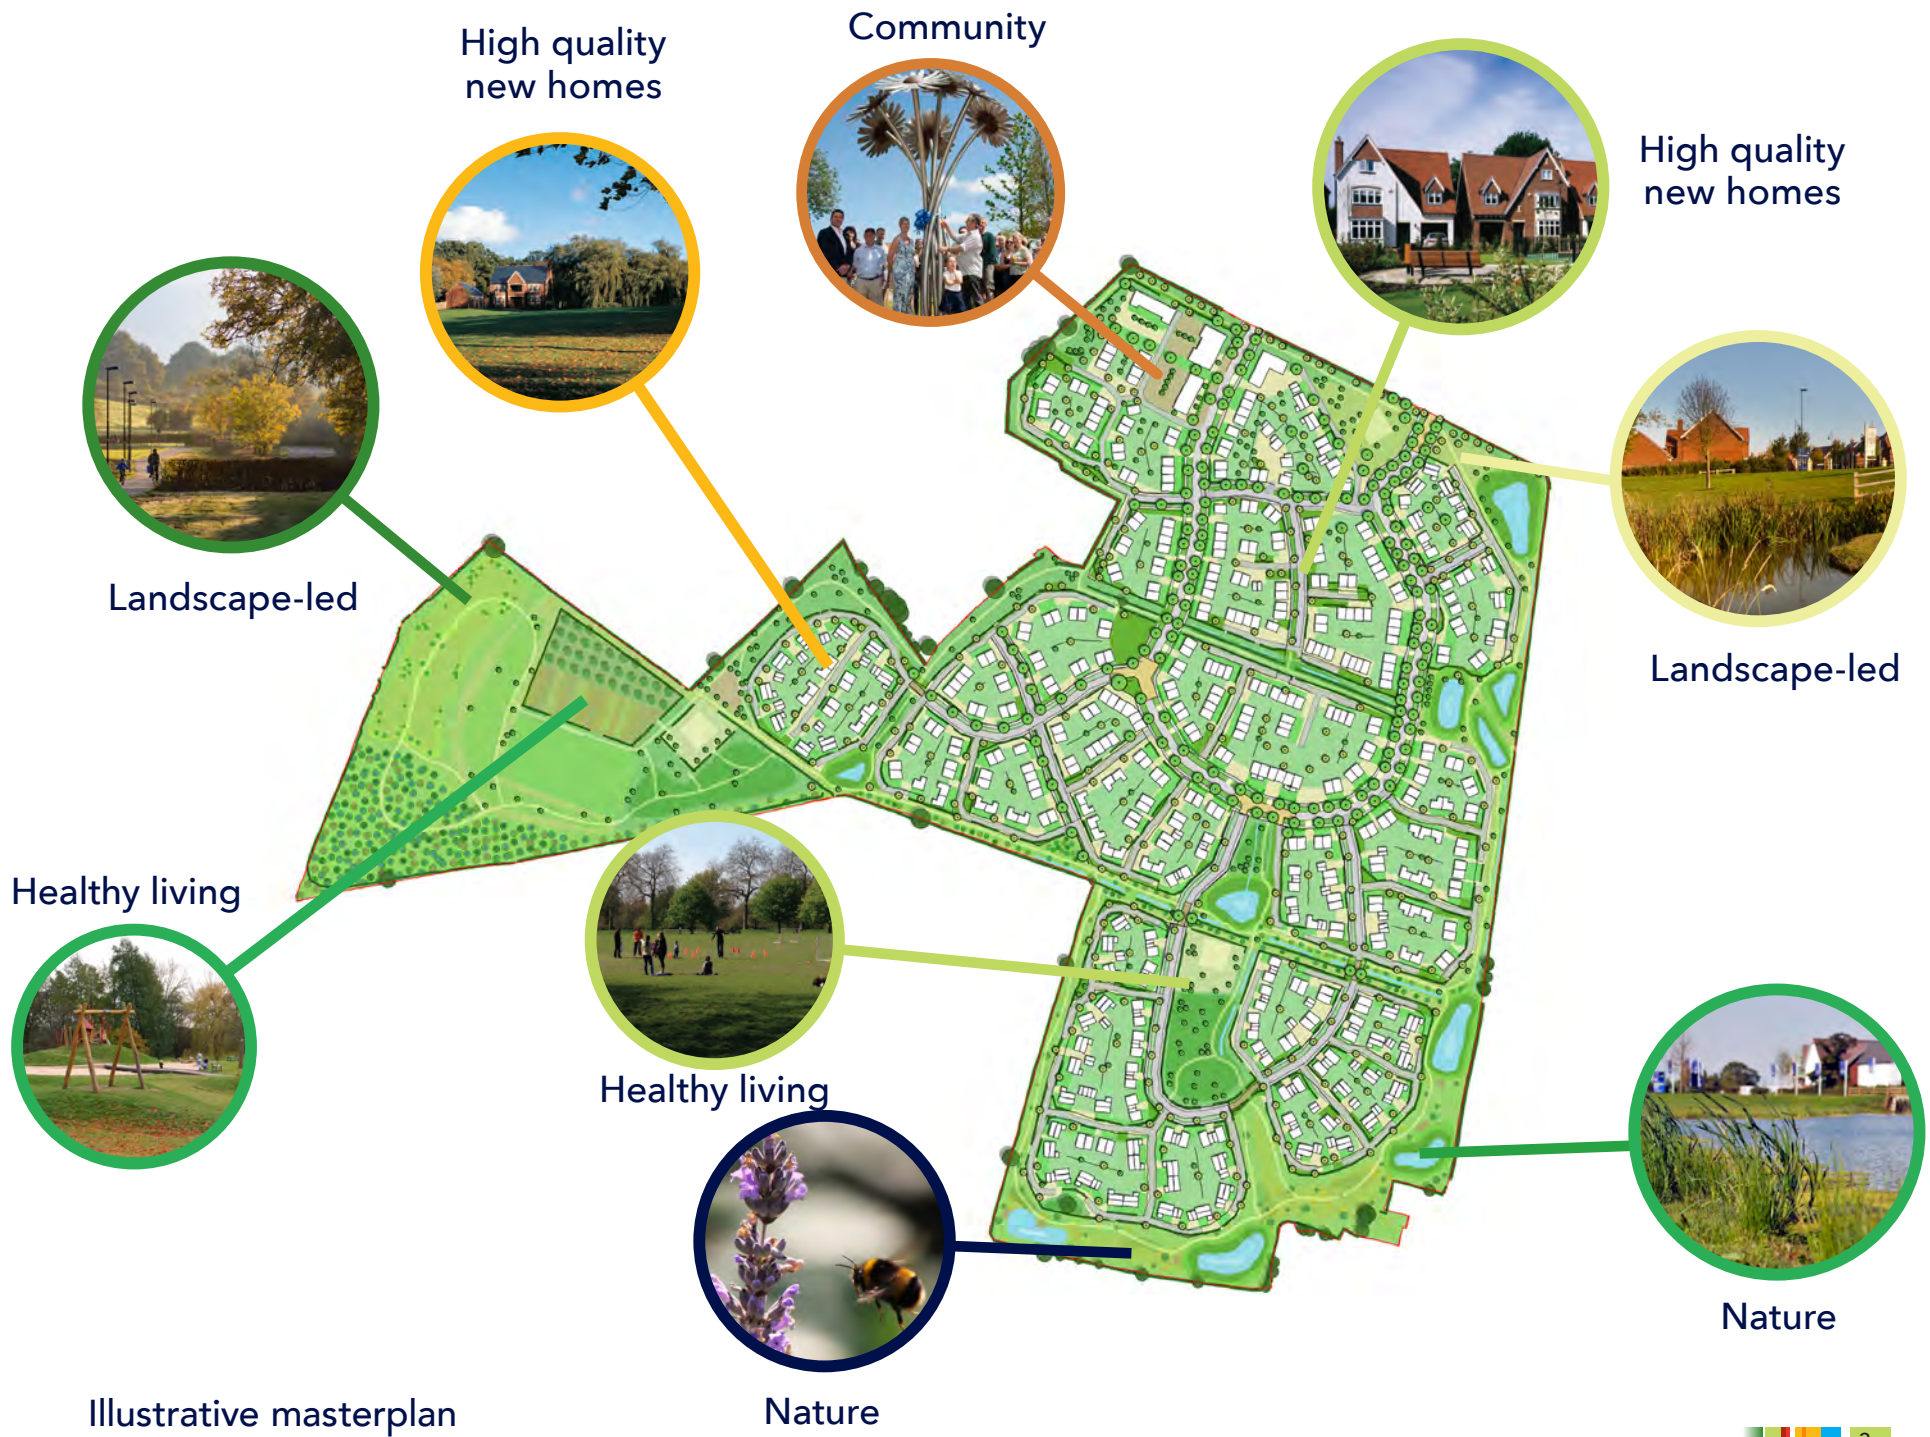 Community
High quality
new homes
High quality
new homes
Landscape-led
Landscape-led
Healthy living
Healthy living
Nature
Nature
Illustrative masterplan